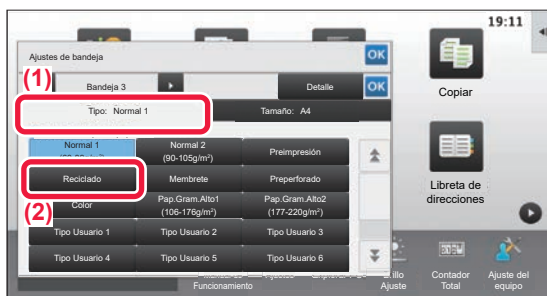 19:11
Ajustes de bandeja
OK
(1)
Bandeja 3
Detalle
OK
Tipo: Normal 1
Tamaño: A4
Copiar
Normal 1
Normal 2
(90-105g/m²)
Preimpresión
Reciclado
Membrete
Preperforado
Libreta de
direcciones
(2)
Color
Pap.Gram.Alto1
(106-176g/m²)
Pap.Gram.Alto2
(177-220g/m²)
Tipo Usuario 1
Tipo Usuario 2
Tipo Usuario 3
Tipo Usuario 4
Tipo Usuario 5
Tipo Usuario 6
Funcionamiento
Ajuste
Contador
Total
Ajuste del
equipo